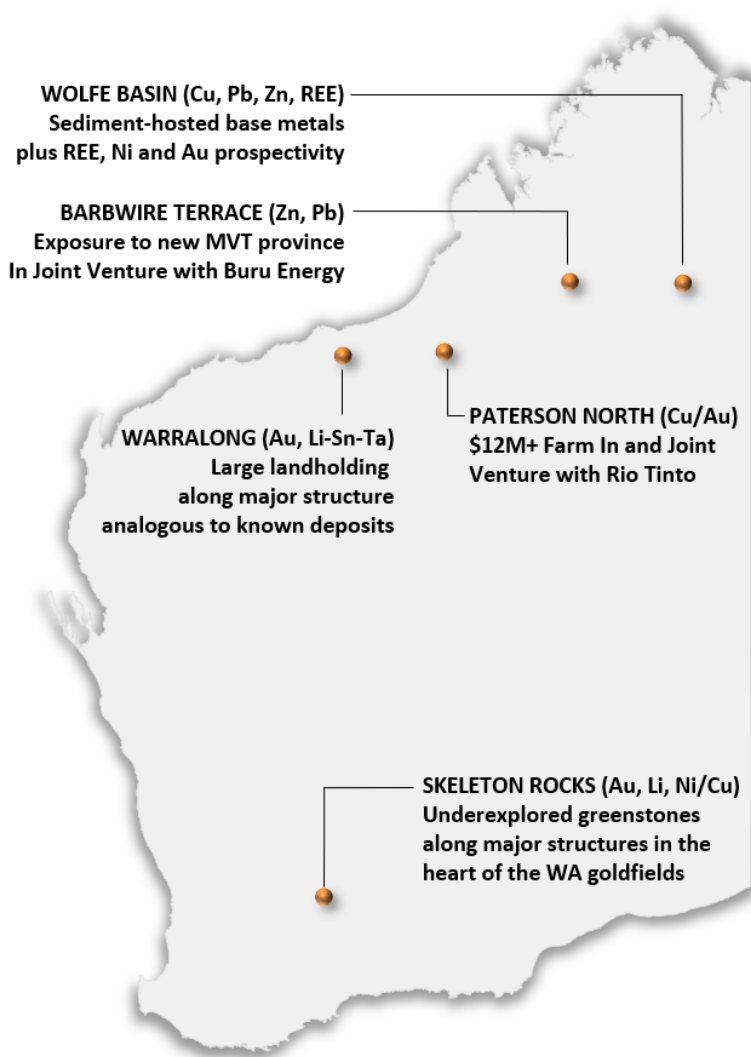 WOLFE BASIN (Cu, Pb, Zn, REE)
Sediment-hosted base metals
plus REE, Ni and Au prospectivity
BARBWIRE TERRACE (Zn, Pb)
Exposure to new MVT province
In Joint Venture with Buru Energy
PATERSON NORTH (Cu/Au)
$12M+ Farm In and Joint
Venture with Rio Tinto
WARRALONG (Au, Li-Sn-Ta)
Large landholding
along major structure
analogous to known deposits
SKELETON ROCKS (Au, Li, Ni/Cu)
Underexplored greenstones
along major structures in the
heart of the WA goldfields